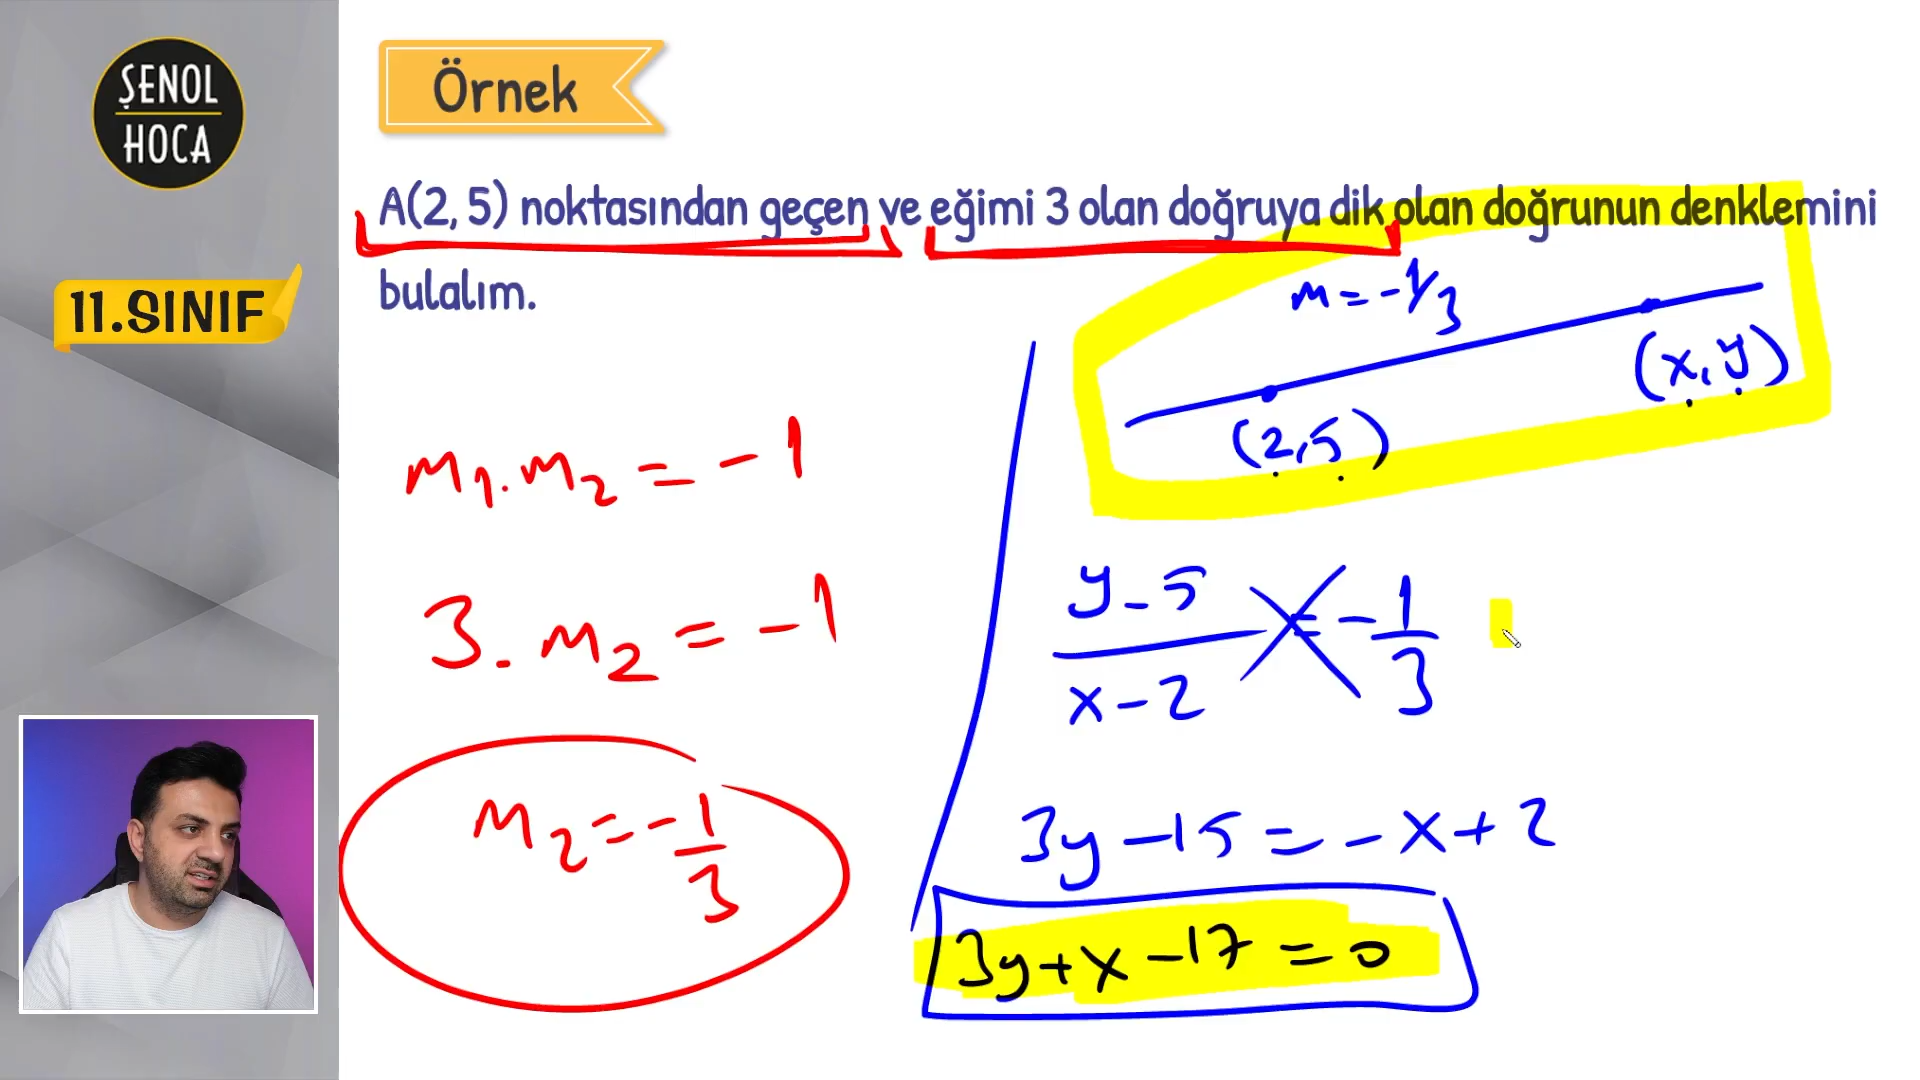 ŞENOL
HOCA
11.SINIF
Örnek
A(2, 5) noktasından geçen ve eğimi 3 olan doğruya dik olan doğrunun denklemini
bulalım.
m₁.m₂ = -1
3.m₂ = -1
m₂ = -1/3
m = -1/3
(x,y)
(2,5)
y-5/x-2 = -1/3
3y-15 = -x+2
3y+x-17=0